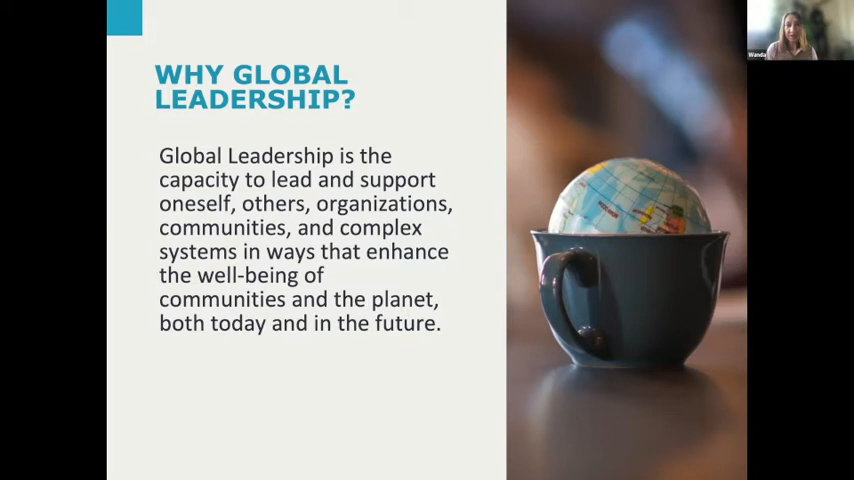 WHY GLOBAL
LEADERSHIP?
Global Leadership is the
capacity to lead and support
oneself, others, organizations,
communities, and complex
systems in ways that enhance
the well-being of
communities and the planet,
both today and in the future.
Wanda